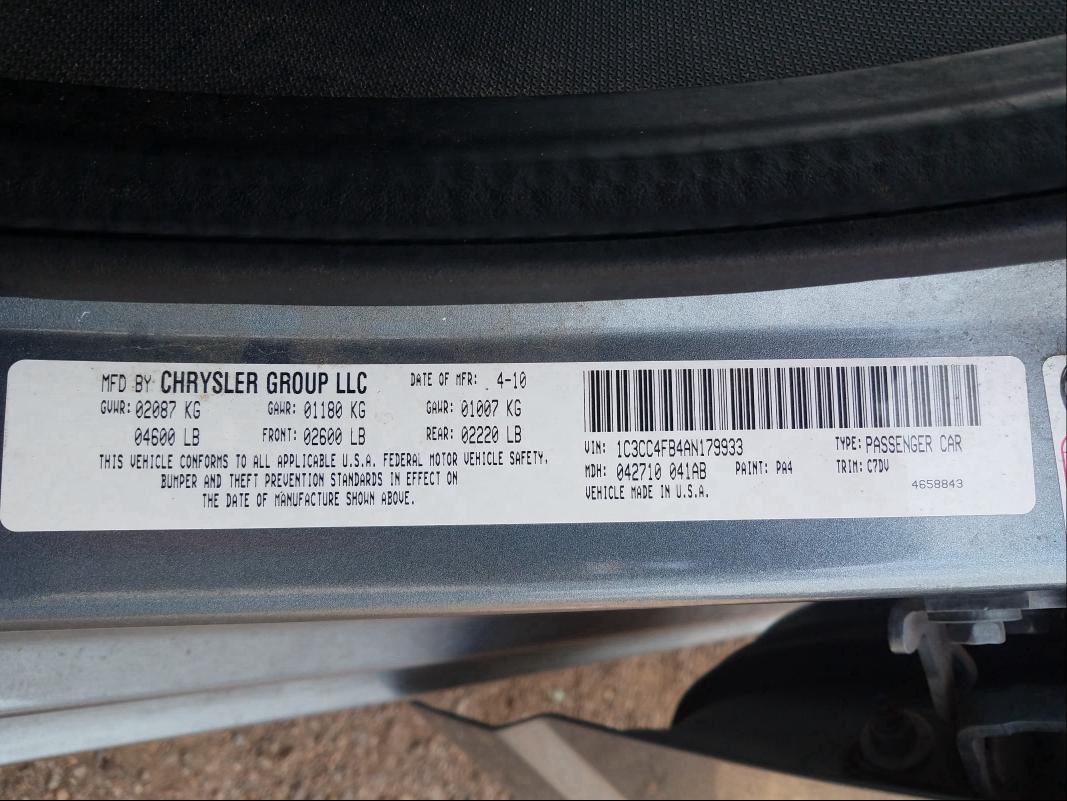 MFD BY CHRYSLER GROUP LLC DATE OF MFR: 4-10
GVWR: 02087 KG GAWR: 01180 KG GAWR: 01007 KG
04600 LB FRONT: 02600 LB REAR: 02220 LB
THIS VEHICLE CONFORMS TO ALL APPLICABLE U.S.A. FEDERAL MOTOR VEHICLE SAFETY,
BUMPER AND THEFT PREVENTION STANDARDS IN EFFECT ON
THE DATE OF MANUFACTURE SHOWN ABOVE.
VIN: 1C3CC4FB4AN179933 TYPE: PASSENGER CAR
MDH: 042710 041AB PAINT: PA4 TRIM: C7DV
VEHICLE MADE IN U.S.A. 4658843